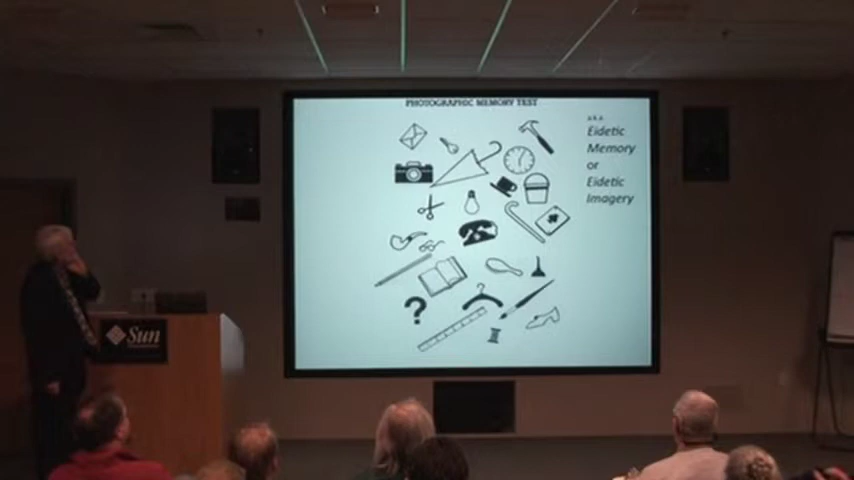 PHOTOGRAPHIC MEMORY TEST
a.k.a.
Eidetic
Memory
or
Eidetic
Imagery
?
Sun